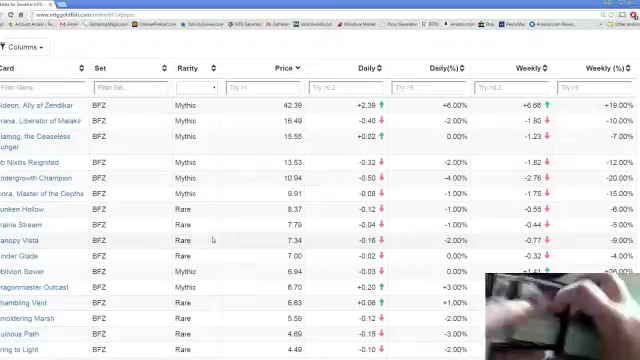 www.mtggoldfish.com/index/BFZ#paper
Columns
Card Set Rarity Price Daily Daily(%) Weekly Weekly (%)
Filter Name... Filter Set... Try >1 Try >0.2 Try >5 Try >0.2 Try >5
ideon, Ally of Zendikar BFZ Mythic 42.39 +2.39 +6.00% +6.66 +19.00%
irana, Liberator of Malakir BFZ Mythic 16.49 -0.40 -2.00% -1.80 -10.00%
lamog, the Ceaseless BFZ Mythic 15.55 +0.02 0.00% -1.23 -7.00%
unger
b Nixilis Reignited BFZ Mythic 13.53 -0.32 -2.00% -1.82 -12.00%
ndergrowth Champion BFZ Mythic 10.94 -0.50 -4.00% -2.76 -20.00%
iora, Master of the Depths BFZ Mythic 9.91 -0.08 -1.00% -1.75 -15.00%
unken Hollow BFZ Rare 8.37 -0.12 -1.00% -0.55 -6.00%
rairie Stream BFZ Rare 7.79 -0.04 -1.00% -0.44 -5.00%
anopy Vista BFZ Rare 7.34 -0.16 -2.00% -0.77 -9.00%
inder Glade BFZ Rare 7.00 -0.02 0.00% -0.32 -4.00%
blivion Sower BFZ Mythic 6.94 -0.03 0.00% +1.41 +26.00%
ragonmaster Outcast BFZ Mythic 6.70 +0.20 +3.00%
hambling Vent BFZ Rare 6.63 +0.06 +1.00%
moldering Marsh BFZ Rare 5.59 -0.12 -2.00%
uinous Path BFZ Rare 4.69 -0.15 -3.00%
ring to Light BFZ Rare 4.49 -0.10 -2.00%